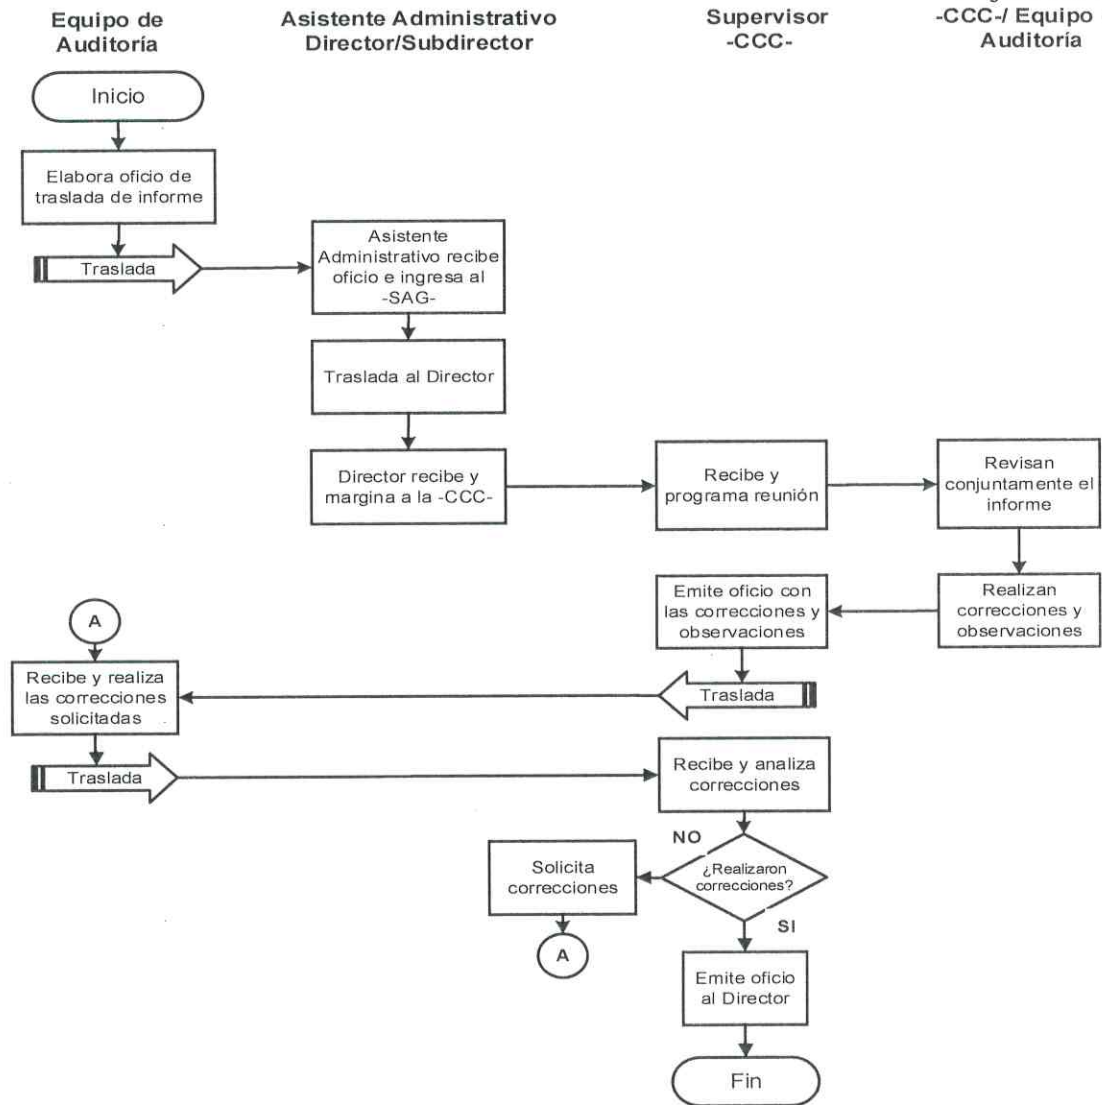 Equipo de
Auditoría
Asistente Administrativo
Director/Subdirector
Supervisor
-CCC-
-CCC-/ Equipo
Auditoría
Inicio
Elabora oficio de
traslada de informe
Traslada
Asistente
Administrativo recibe
oficio e ingresa al
-SAG-
Traslada al Director
Director recibe y
margina a la -CCC-
Recibe y
programa reunión
Revisan
conjuntamente el
informe
Realizan
correcciones y
observaciones
Emite oficio con
las correcciones y
observaciones
Traslada
A
Recibe y realiza
las correcciones
solicitadas
Traslada
Recibe y analiza
correcciones
¿Realizaron
correcciones?
NO
Solicita
correcciones
A
SI
Emite oficio
al Director
Fin